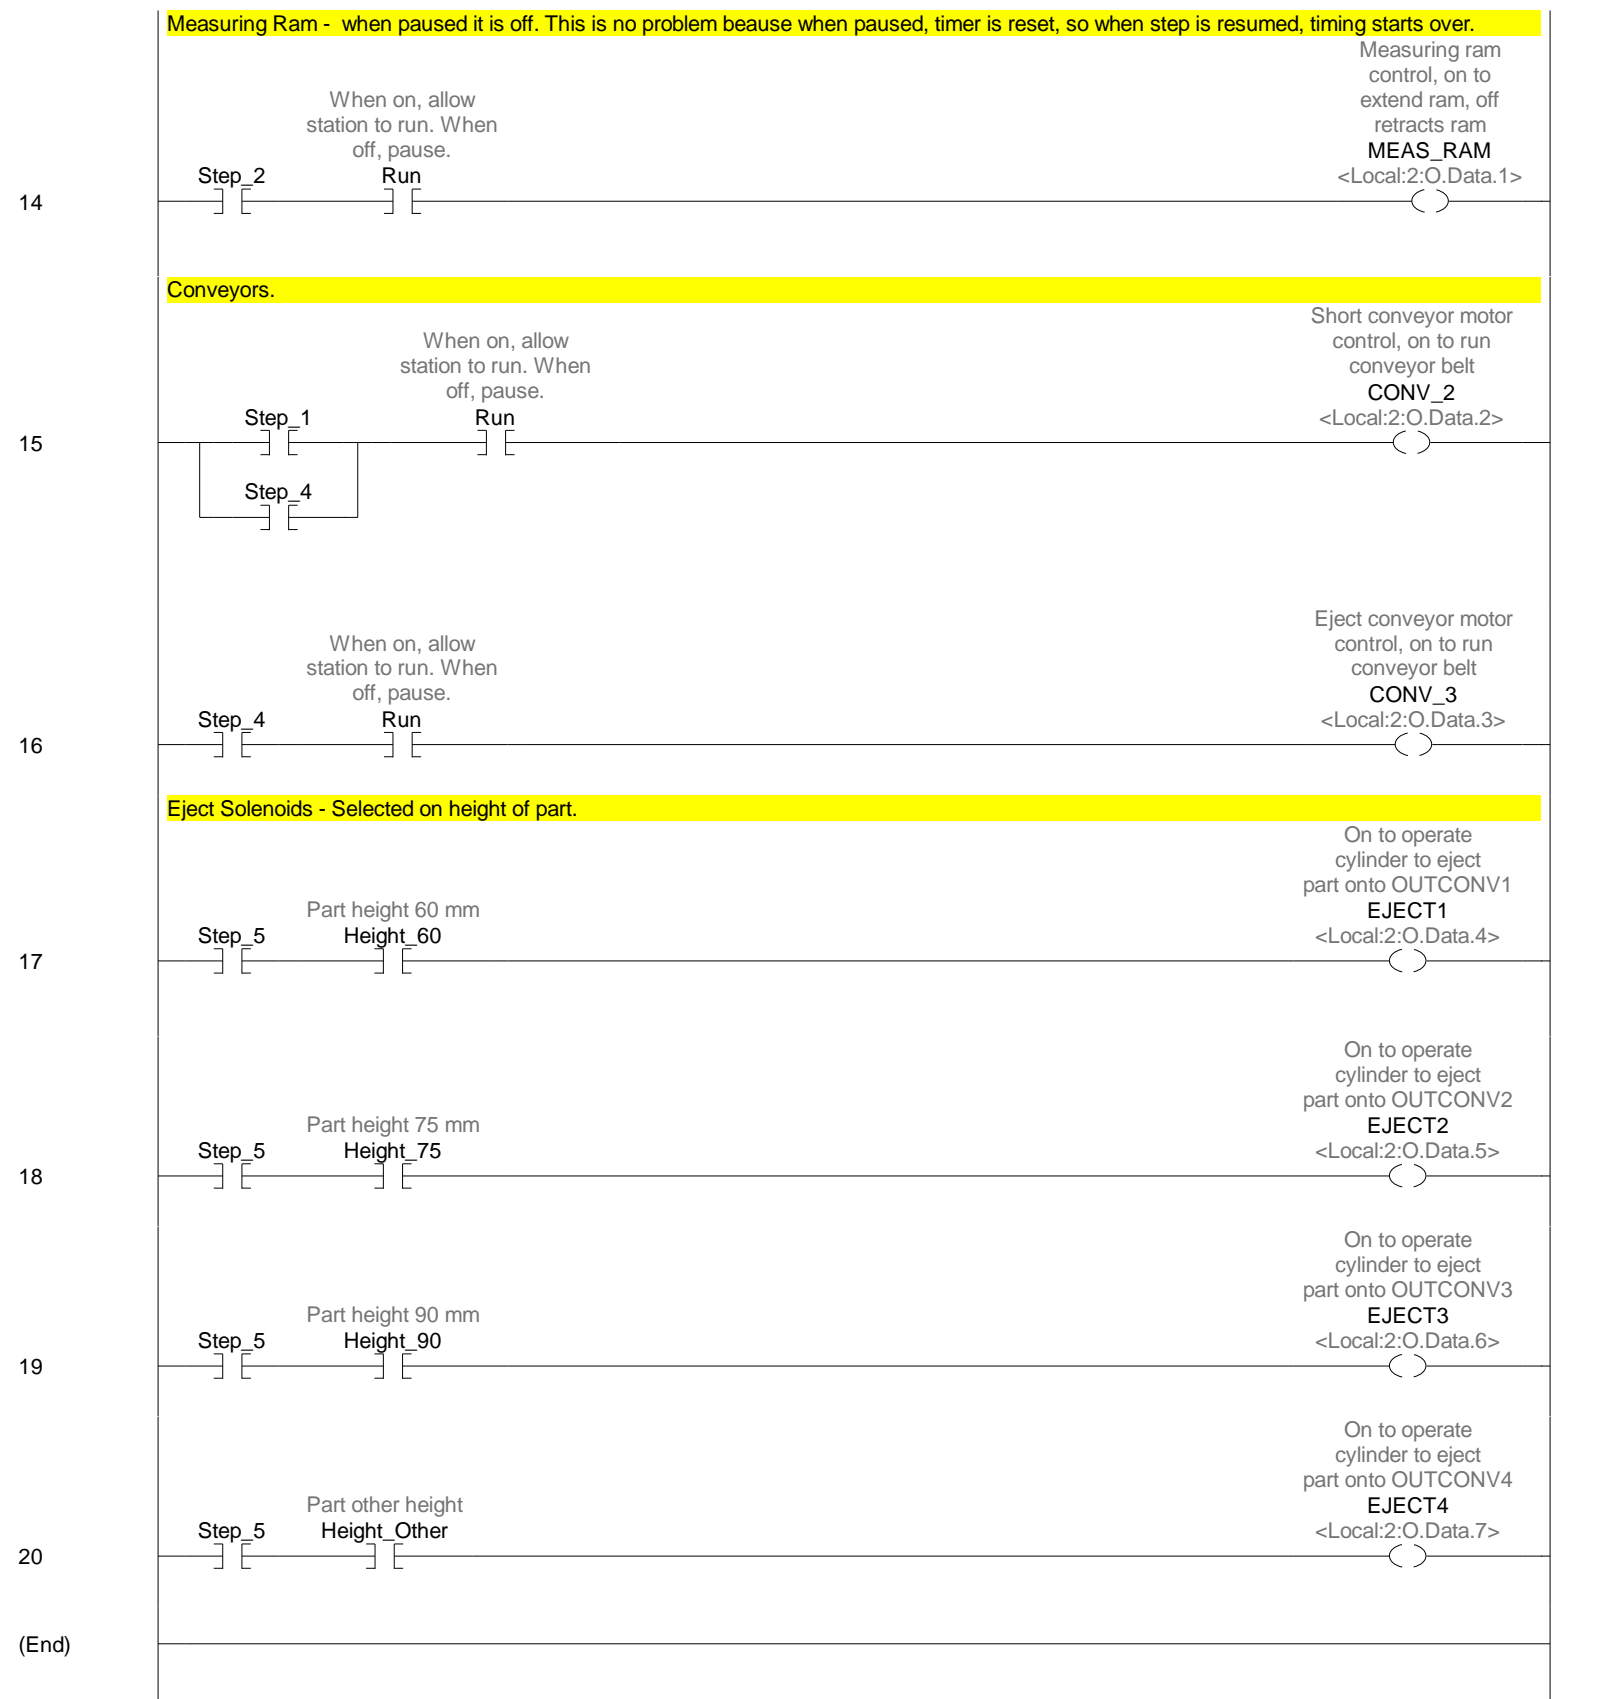 Measuring Ram -  when paused it is off. This is no problem beause when paused, timer is reset, so when step is resumed, timing starts over.
Measuring ram
control, on to
extend ram, off
retracts ram
MEAS_RAM
<Local:2:O.Data.1>
When on, allow
station to run. When
off, pause.
Step_2
Run
14
Conveyors.
Short conveyor motor
control, on to run
conveyor belt
CONV_2
<Local:2:O.Data.2>
When on, allow
station to run. When
off, pause.
Step_1
Run
15
Step_4
Eject conveyor motor
control, on to run
conveyor belt
CONV_3
<Local:2:O.Data.3>
When on, allow
station to run. When
off, pause.
Step_4
Run
16
Eject Solenoids - Selected on height of part.
On to operate
cylinder to eject
part onto OUTCONV1
EJECT1
<Local:2:O.Data.4>
Part height 60 mm
Step_5
Height_60
17
On to operate
cylinder to eject
part onto OUTCONV2
EJECT2
<Local:2:O.Data.5>
Part height 75 mm
Step_5
Height_75
18
On to operate
cylinder to eject
part onto OUTCONV3
EJECT3
<Local:2:O.Data.6>
Part height 90 mm
Step_5
Height_90
19
On to operate
cylinder to eject
part onto OUTCONV4
EJECT4
<Local:2:O.Data.7>
Part other height
Step_5
Height_Other
20
(End)